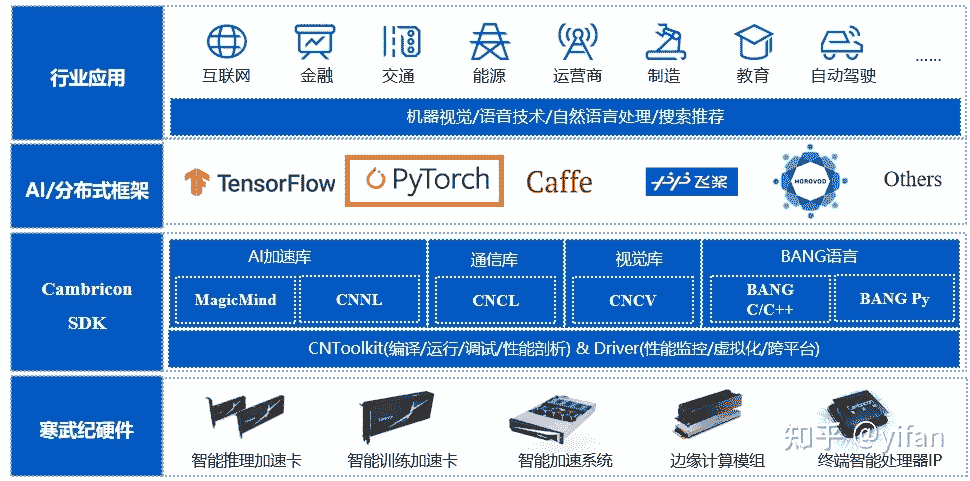 行业应用
互联网
金融
交通
能源
运营商
制造
教育
自动驾驶
......
机器视觉/语音技术/自然语言处理/搜索推荐
AI/分布式框架
TensorFlow
PyTorch
Caffe
飞桨
HOROVOD
Others
Cambricon
SDK
AI加速库
通信库
视觉库
BANG语言
MagicMind
CNNL
CNCL
CNCV
BANG
C/C++
BANG Py
CNToolkit(编译/运行/调试/性能剖析) & Driver(性能监控/虚拟化/跨平台)
寒武纪硬件
Cambricon
智能推理加速卡
智能训练加速卡
智能加速系统
边缘计算模组
终端智能处理器IP
知乎 @yifan